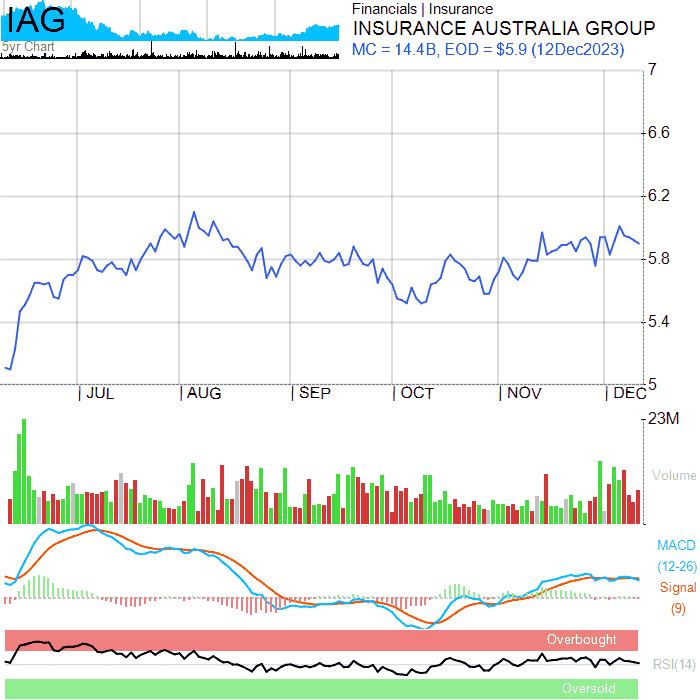 IAG
5yr Chart
Financials | Insurance
INSURANCE AUSTRALIA GROUP
MC = 14.4B, EOD = $5.9 (12Dec2023)
7
6.6
6.2
5.8
5.4
5
JUL
AUG
SEP
OCT
NOV
DEC
23M
Volume
MACD
(12-26)
Signal
(9)
Overbought
RSI(14)
Oversold